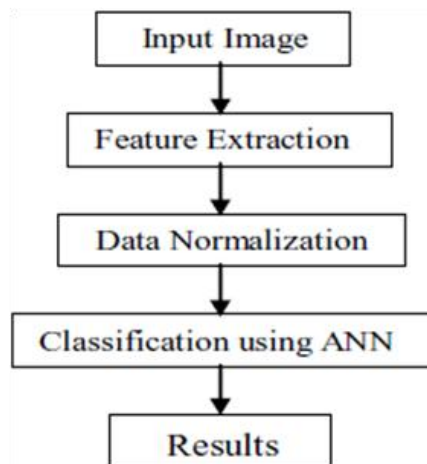 Input Image
Feature Extraction
Data Normalization
Classification using ANN
Results